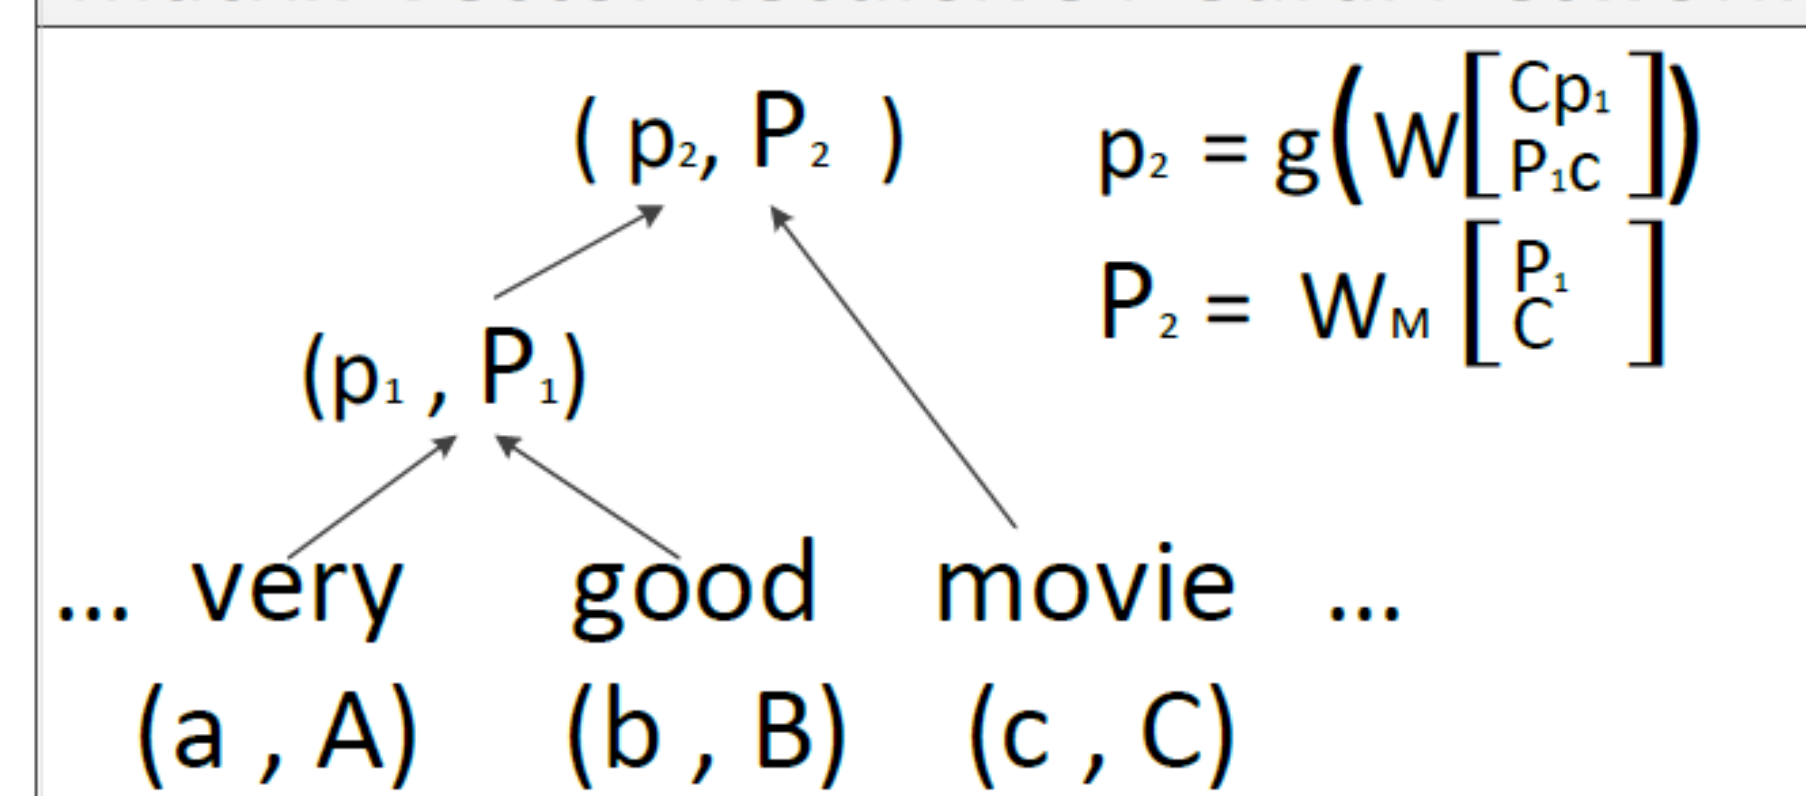 ( p₂, P₂ )
p₂ = g(W[Cp₁ P₁c])
P₂ = W_M [P₁ C]
(p₁ , P₁)
... very good movie ...
(a , A) (b , B) (c , C)